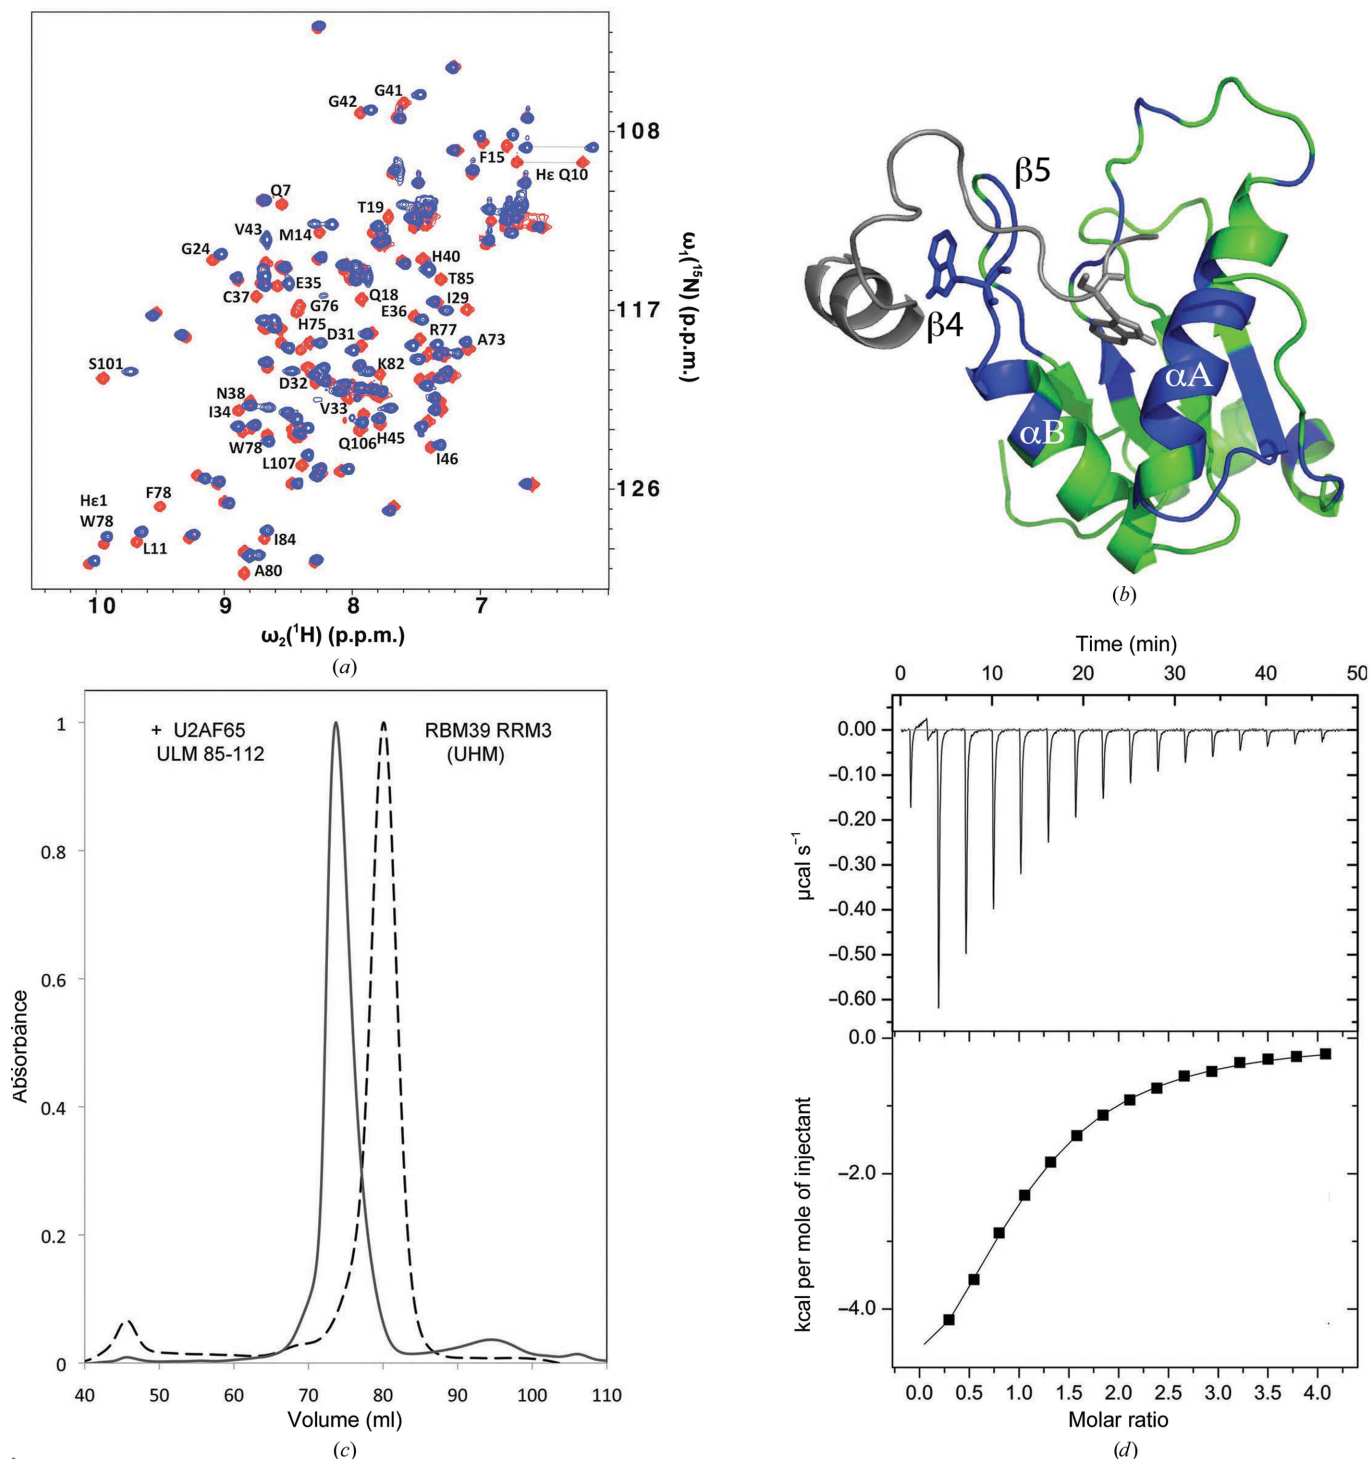 G42
G41
108
F15
Hε Q10
Q7
T19
V43
M14
G24
H40
T85
E35
C37
Q18
I29
G76
E36
117
H75
D31
R77
A73
S101
K82
D32
N38
V33
I34
Q106
H45
W78
I46
L107
126
F78
Hε1
W78
L11
I84
A80
10
9
8
7
ω₂(¹H) (p.p.m.)
ω₁(¹⁵N) (p.p.m.)
(a)
β5
β4
αA
αB
(b)
+ U2AF65
ULM 85-112
RBM39 RRM3
(UHM)
1
0.8
0.6
0.4
0.2
0
Absorbance
40
50
60
70
80
90
100
110
Volume (ml)
(c)
Time (min)
0
10
20
30
40
50
0.00
−0.10
−0.20
−0.30
−0.40
−0.50
−0.60
µcal s⁻¹
0.0
−2.0
−4.0
kcal per mole of injectant
0.0
0.5
1.0
1.5
2.0
2.5
3.0
3.5
4.0
Molar ratio
(d)